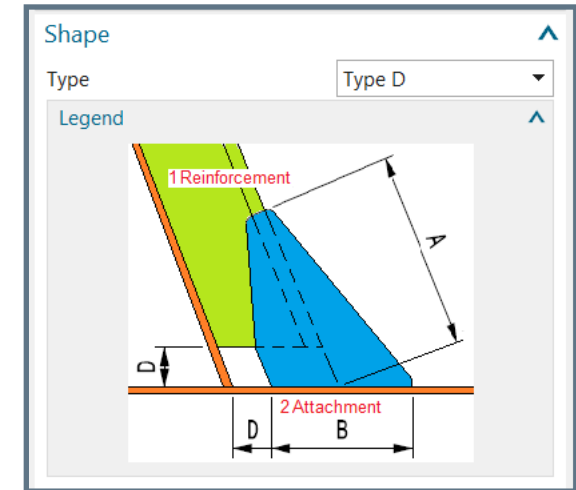 Shape
Type Type D
Legend
1 Reinforcement
A
D
2 Attachment
D B